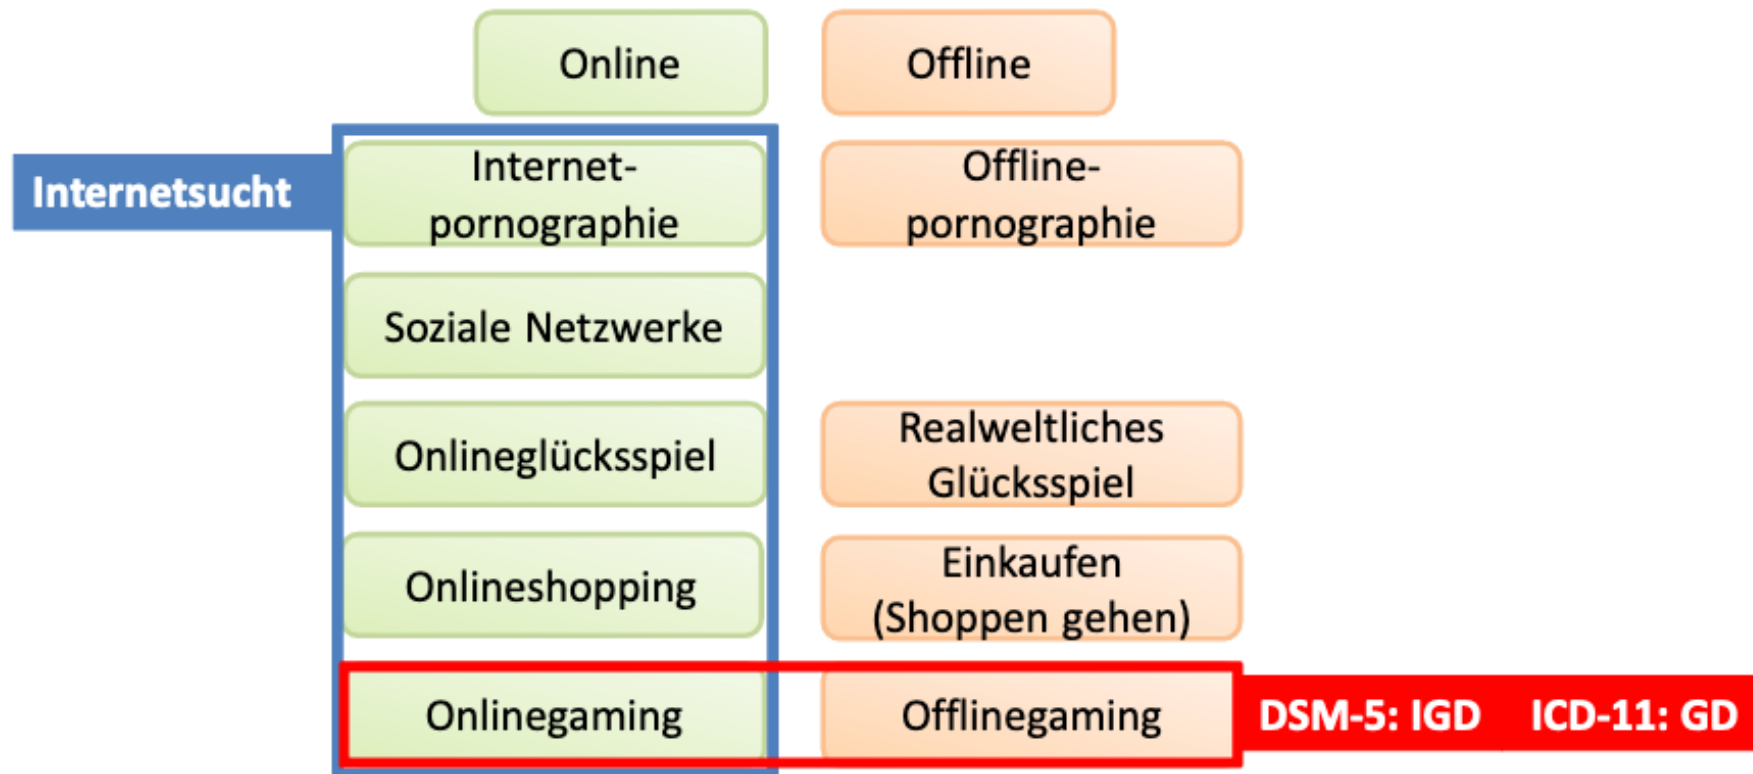 Online
Offline
Internetsucht
Internet-
pornographie
Offline-
pornographie
Soziale Netzwerke
Onlineglücksspiel
Realweltliches
Glücksspiel
Onlineshopping
Einkaufen
(Shoppen gehen)
Onlinegaming
Offlinegaming
DSM-5: IGD
ICD-11: GD